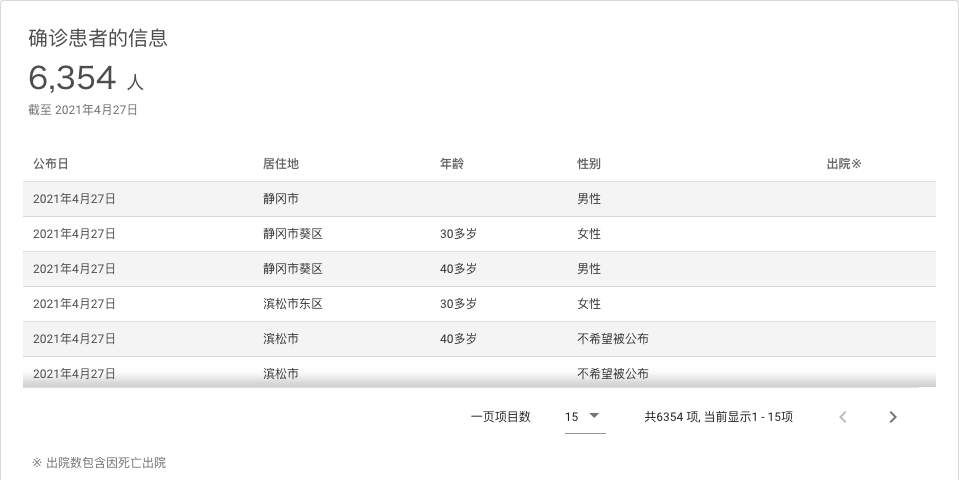 确诊患者的信息
6,354 人
截至 2021年4月27日
公布日 居住地 年龄 性别 出院※
2021年4月27日 静冈市 男性
2021年4月27日 静冈市葵区 30多岁 女性
2021年4月27日 静冈市葵区 40多岁 男性
2021年4月27日 滨松市东区 30多岁 女性
2021年4月27日 滨松市 40多岁 不希望被公布
2021年4月27日 滨松市 不希望被公布
一页项目数 15 共6354 项, 当前显示1 - 15项
※ 出院数包含因死亡出院